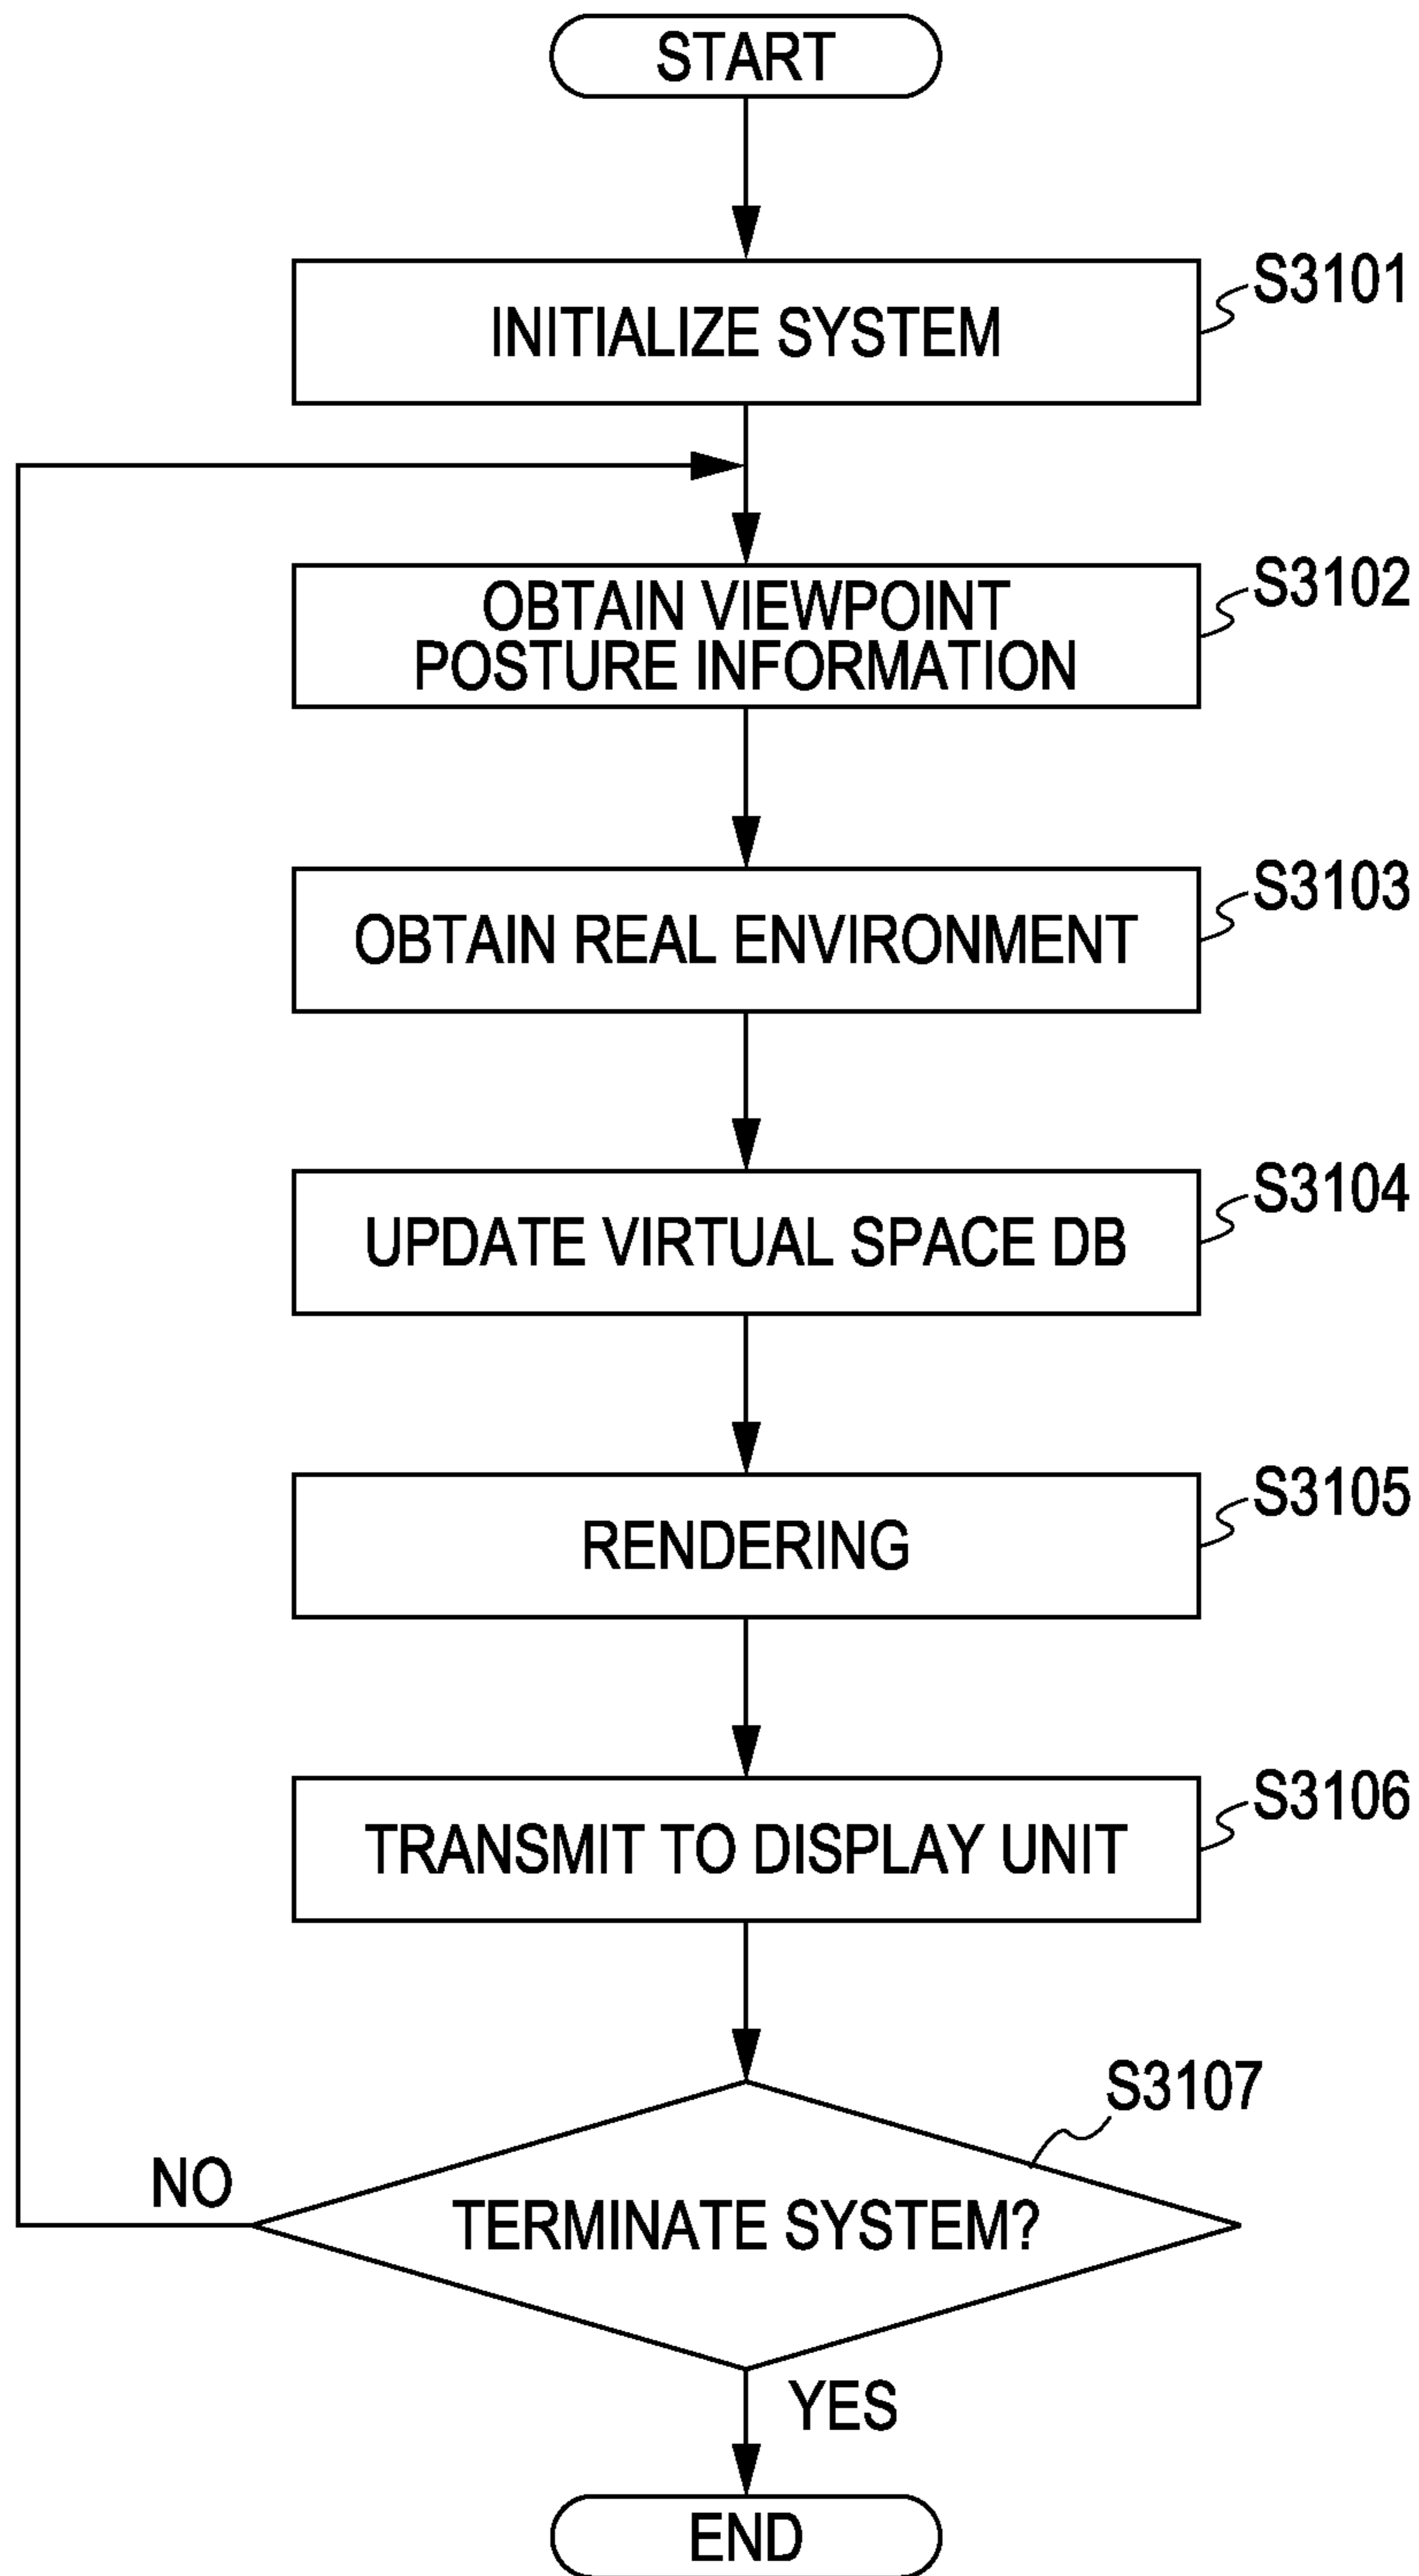 START
INITIALIZE SYSTEM
S3101
OBTAIN VIEWPOINT
POSTURE INFORMATION
S3102
OBTAIN REAL ENVIRONMENT
S3103
UPDATE VIRTUAL SPACE DB
S3104
RENDERING
S3105
TRANSMIT TO DISPLAY UNIT
S3106
S3107
TERMINATE SYSTEM?
NO
YES
END